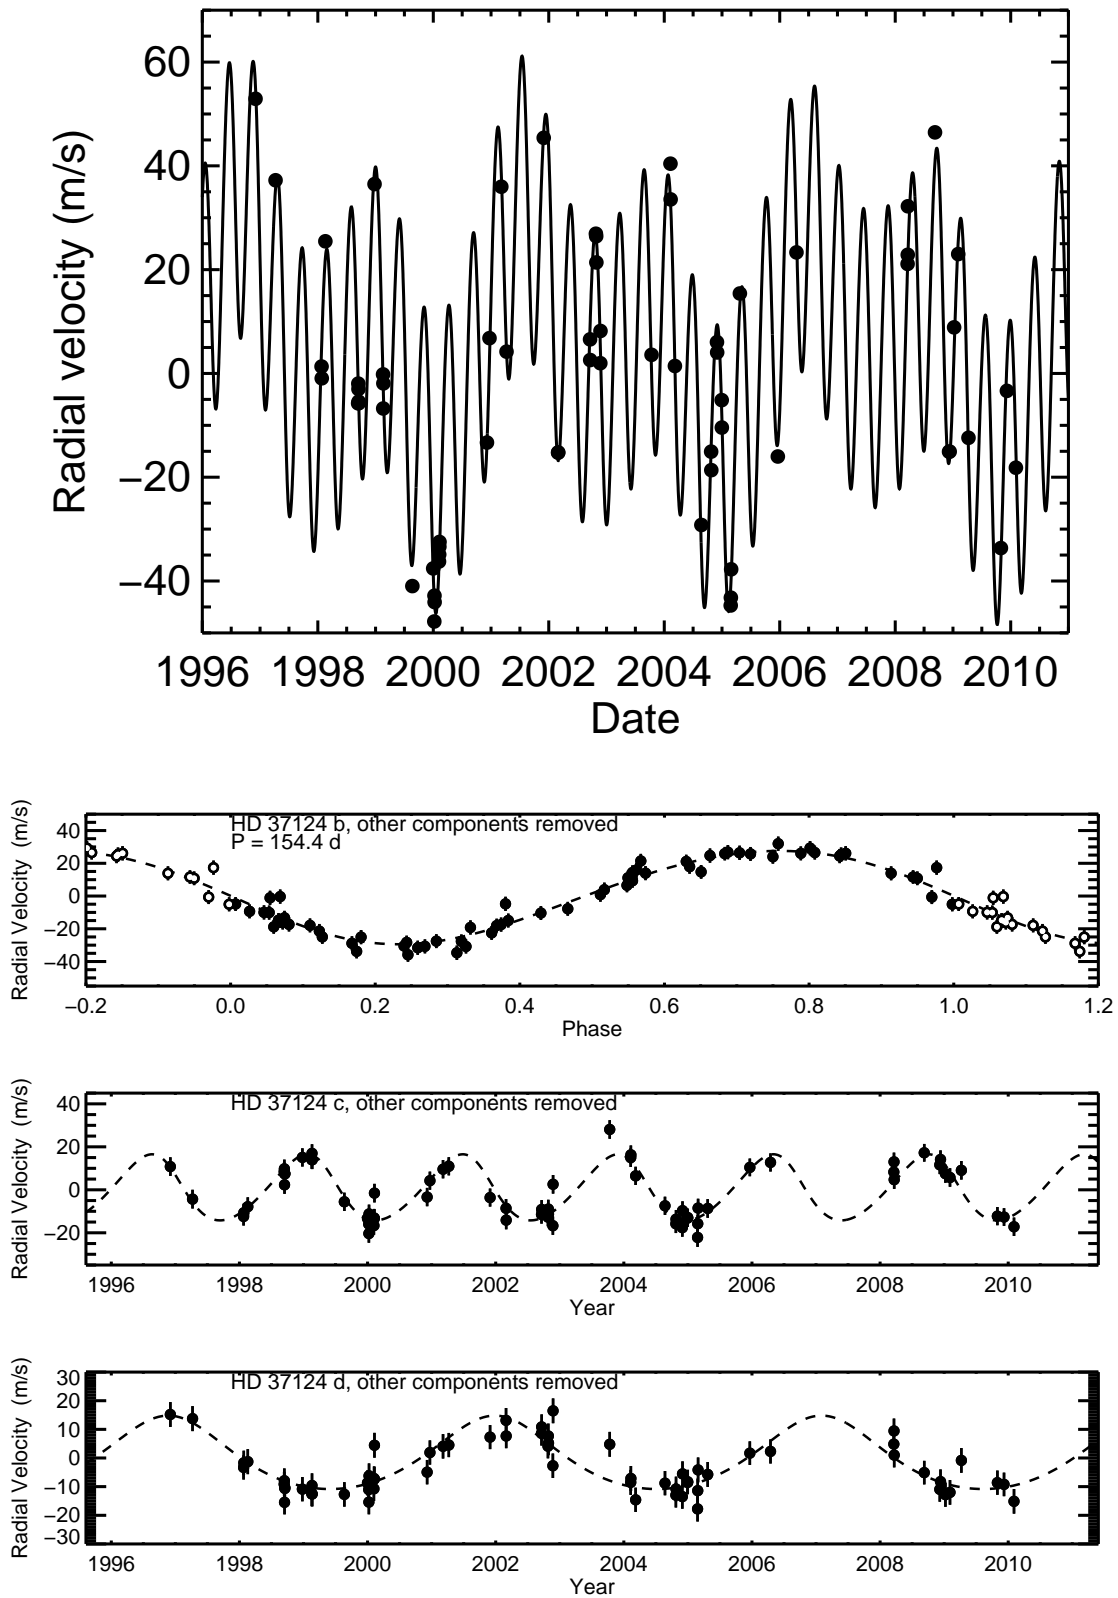 60
40
20
0
−20
−40
Radial velocity (m/s)
1996 1998 2000 2002 2004 2006 2008 2010
Date
HD 37124 b, other components removed
P = 154.4 d
40
20
0
−20
−40
Radial Velocity (m/s)
−0.2 0.0 0.2 0.4 0.6 0.8 1.0 1.2
Phase
HD 37124 c, other components removed
40
20
0
−20
Radial Velocity (m/s)
1996 1998 2000 2002 2004 2006 2008 2010
Year
HD 37124 d, other components removed
30
20
10
0
−10
−20
−30
Radial Velocity (m/s)
1996 1998 2000 2002 2004 2006 2008 2010
Year